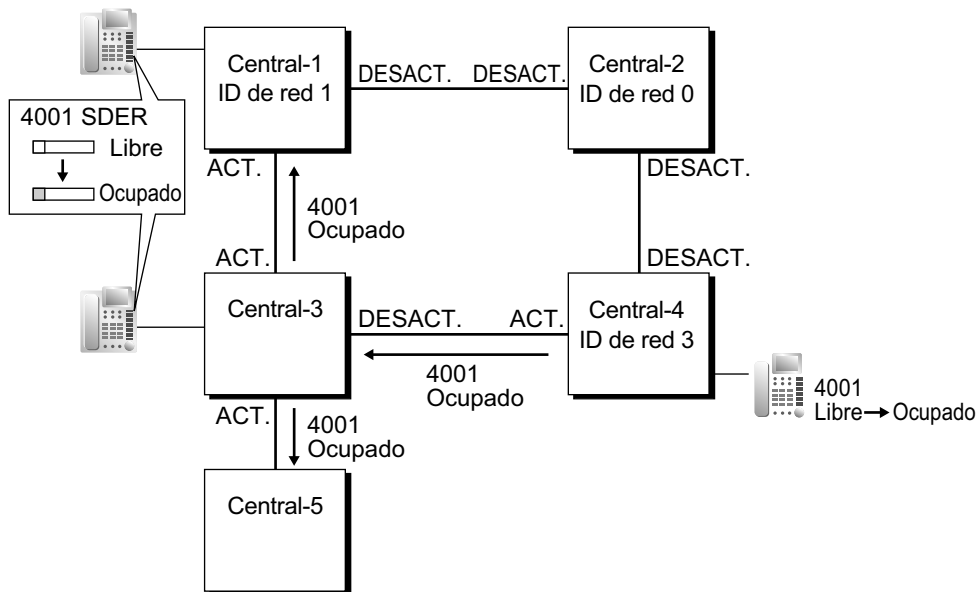 Central-1
ID de red 1
DESACT.
DESACT.
Central-2
ID de red 0
4001 SDER
Libre
Ocupado
ACT.
DESACT.
4001
Ocupado
ACT.
DESACT.
Central-3
DESACT.
ACT.
Central-4
ID de red 3
4001
Ocupado
4001
Libre
Ocupado
ACT.
4001
Ocupado
Central-5